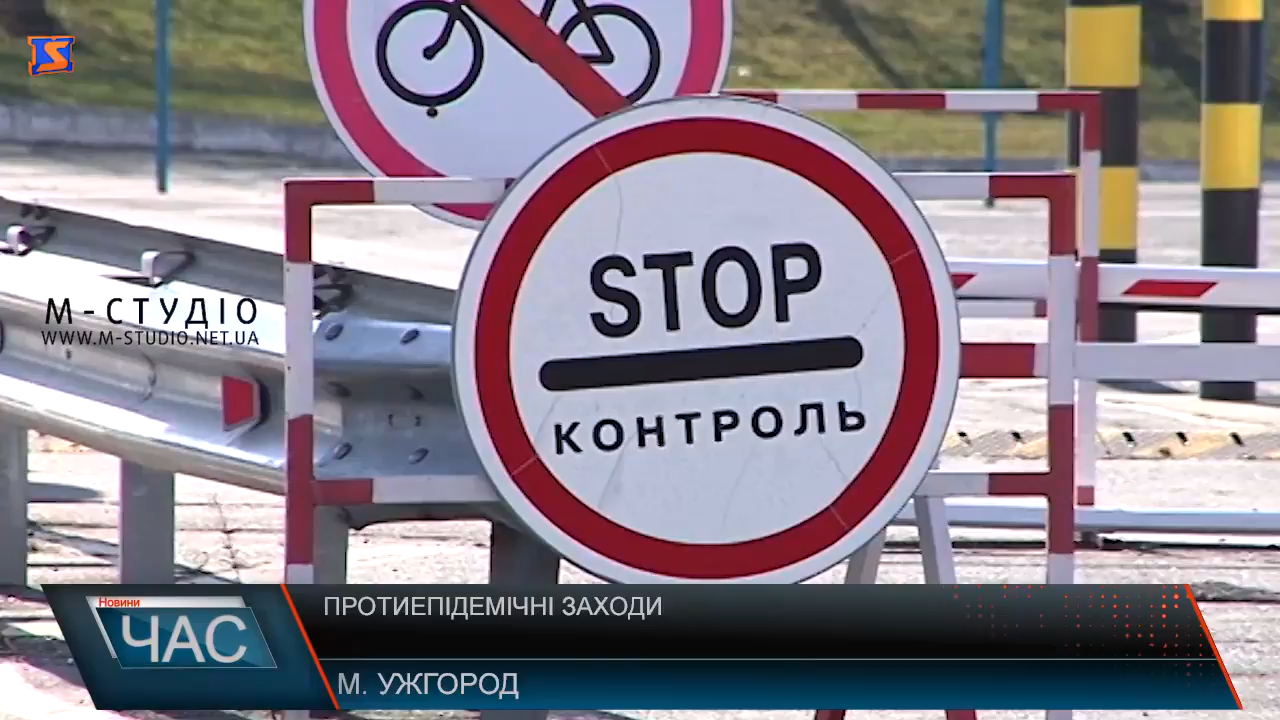 STOP
КОНТРОЛЬ
М-СТУДІО
WWW.M-STUDIO.NET.UA
Новини
ЧАС
ПРОТИЕПІДЕМІЧНІ ЗАХОДИ
М. УЖГОРОД